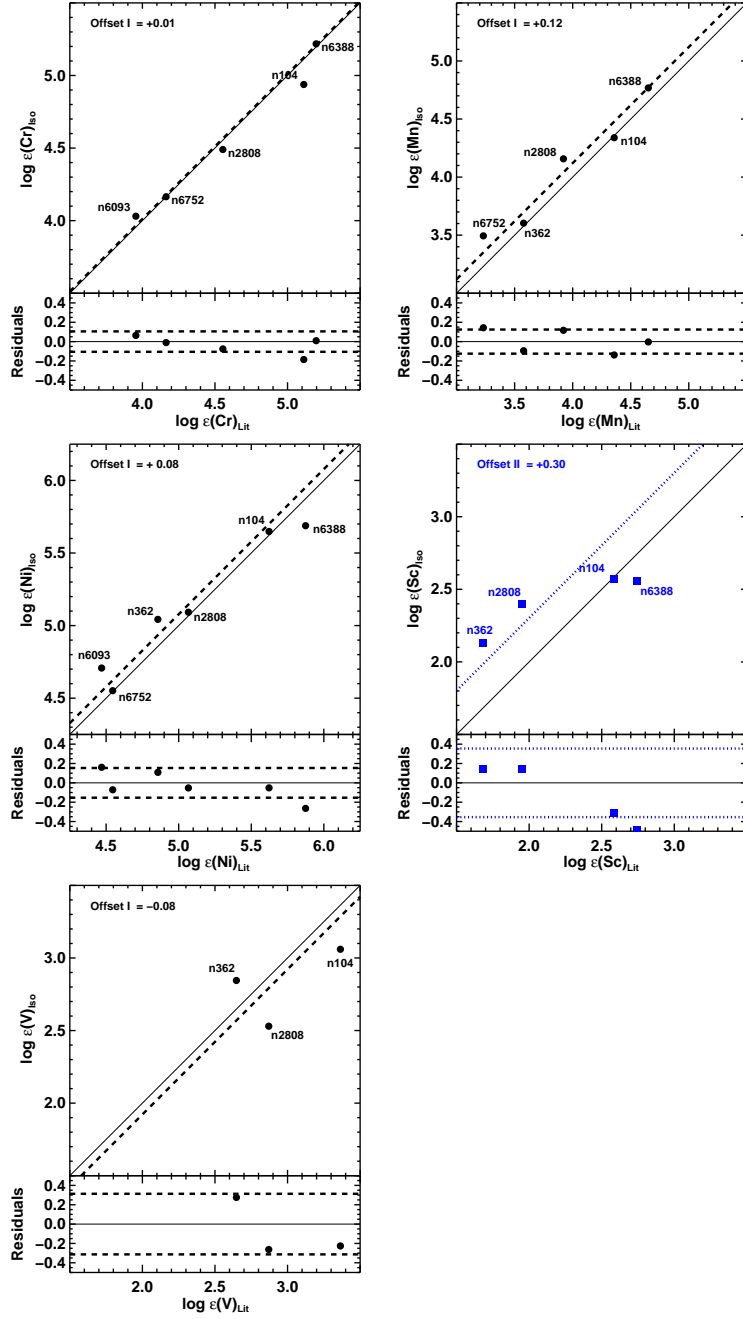 Offset I = +0.01
n6388
n104
n2808
n6752
n6093
log ε(Cr)Iso
5.0
4.5
4.0
Residuals
0.4
0.2
0.0
−0.2
−0.4
4.0 4.5 5.0
log ε(Cr)Lit
Offset I = +0.12
n6388
n104
n2808
n6752
n362
log ε(Mn)Iso
5.0
4.5
4.0
3.5
Residuals
0.4
0.2
0.0
−0.2
−0.4
3.5 4.0 4.5 5.0
log ε(Mn)Lit
Offset I = + 0.08
n104
n6388
n362
n2808
n6093
n6752
log ε(Ni)Iso
6.0
5.5
5.0
4.5
Residuals
0.4
0.2
0.0
−0.2
−0.4
4.5 5.0 5.5 6.0
log ε(Ni)Lit
Offset II = +0.30
n104
n6388
n2808
n362
log ε(Sc)Iso
3.0
2.5
2.0
Residuals
0.4
0.2
0.0
−0.2
−0.4
2.0 2.5 3.0
log ε(Sc)Lit
Offset I = −0.08
n362
n104
n2808
log ε(V)Iso
3.0
2.5
2.0
Residuals
0.4
0.2
0.0
−0.2
−0.4
2.0 2.5 3.0
log ε(V)Lit